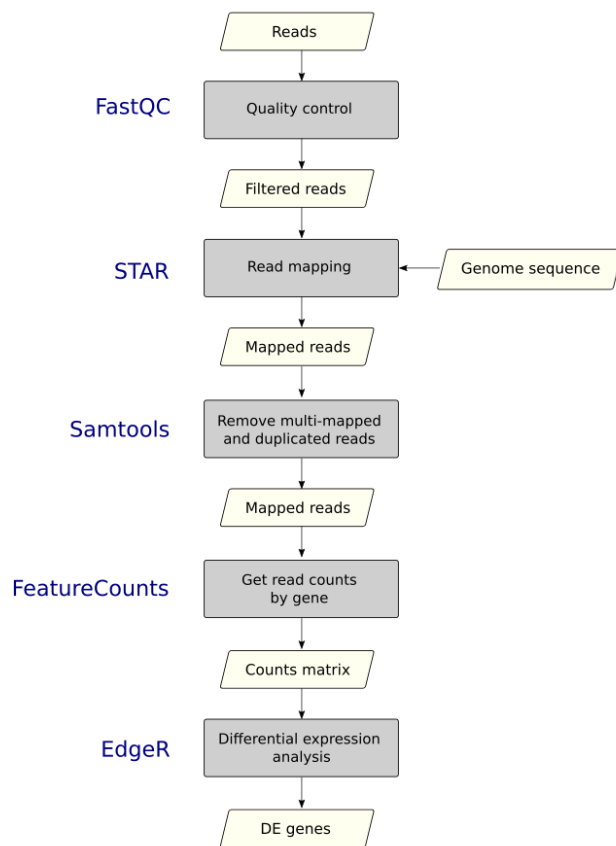 Reads
FastQC
Quality control
Filtered reads
STAR
Read mapping
Genome sequence
Mapped reads
Samtools
Remove multi-mapped
and duplicated reads
Mapped reads
FeatureCounts
Get read counts
by gene
Counts matrix
EdgeR
Differential expression
analysis
DE genes